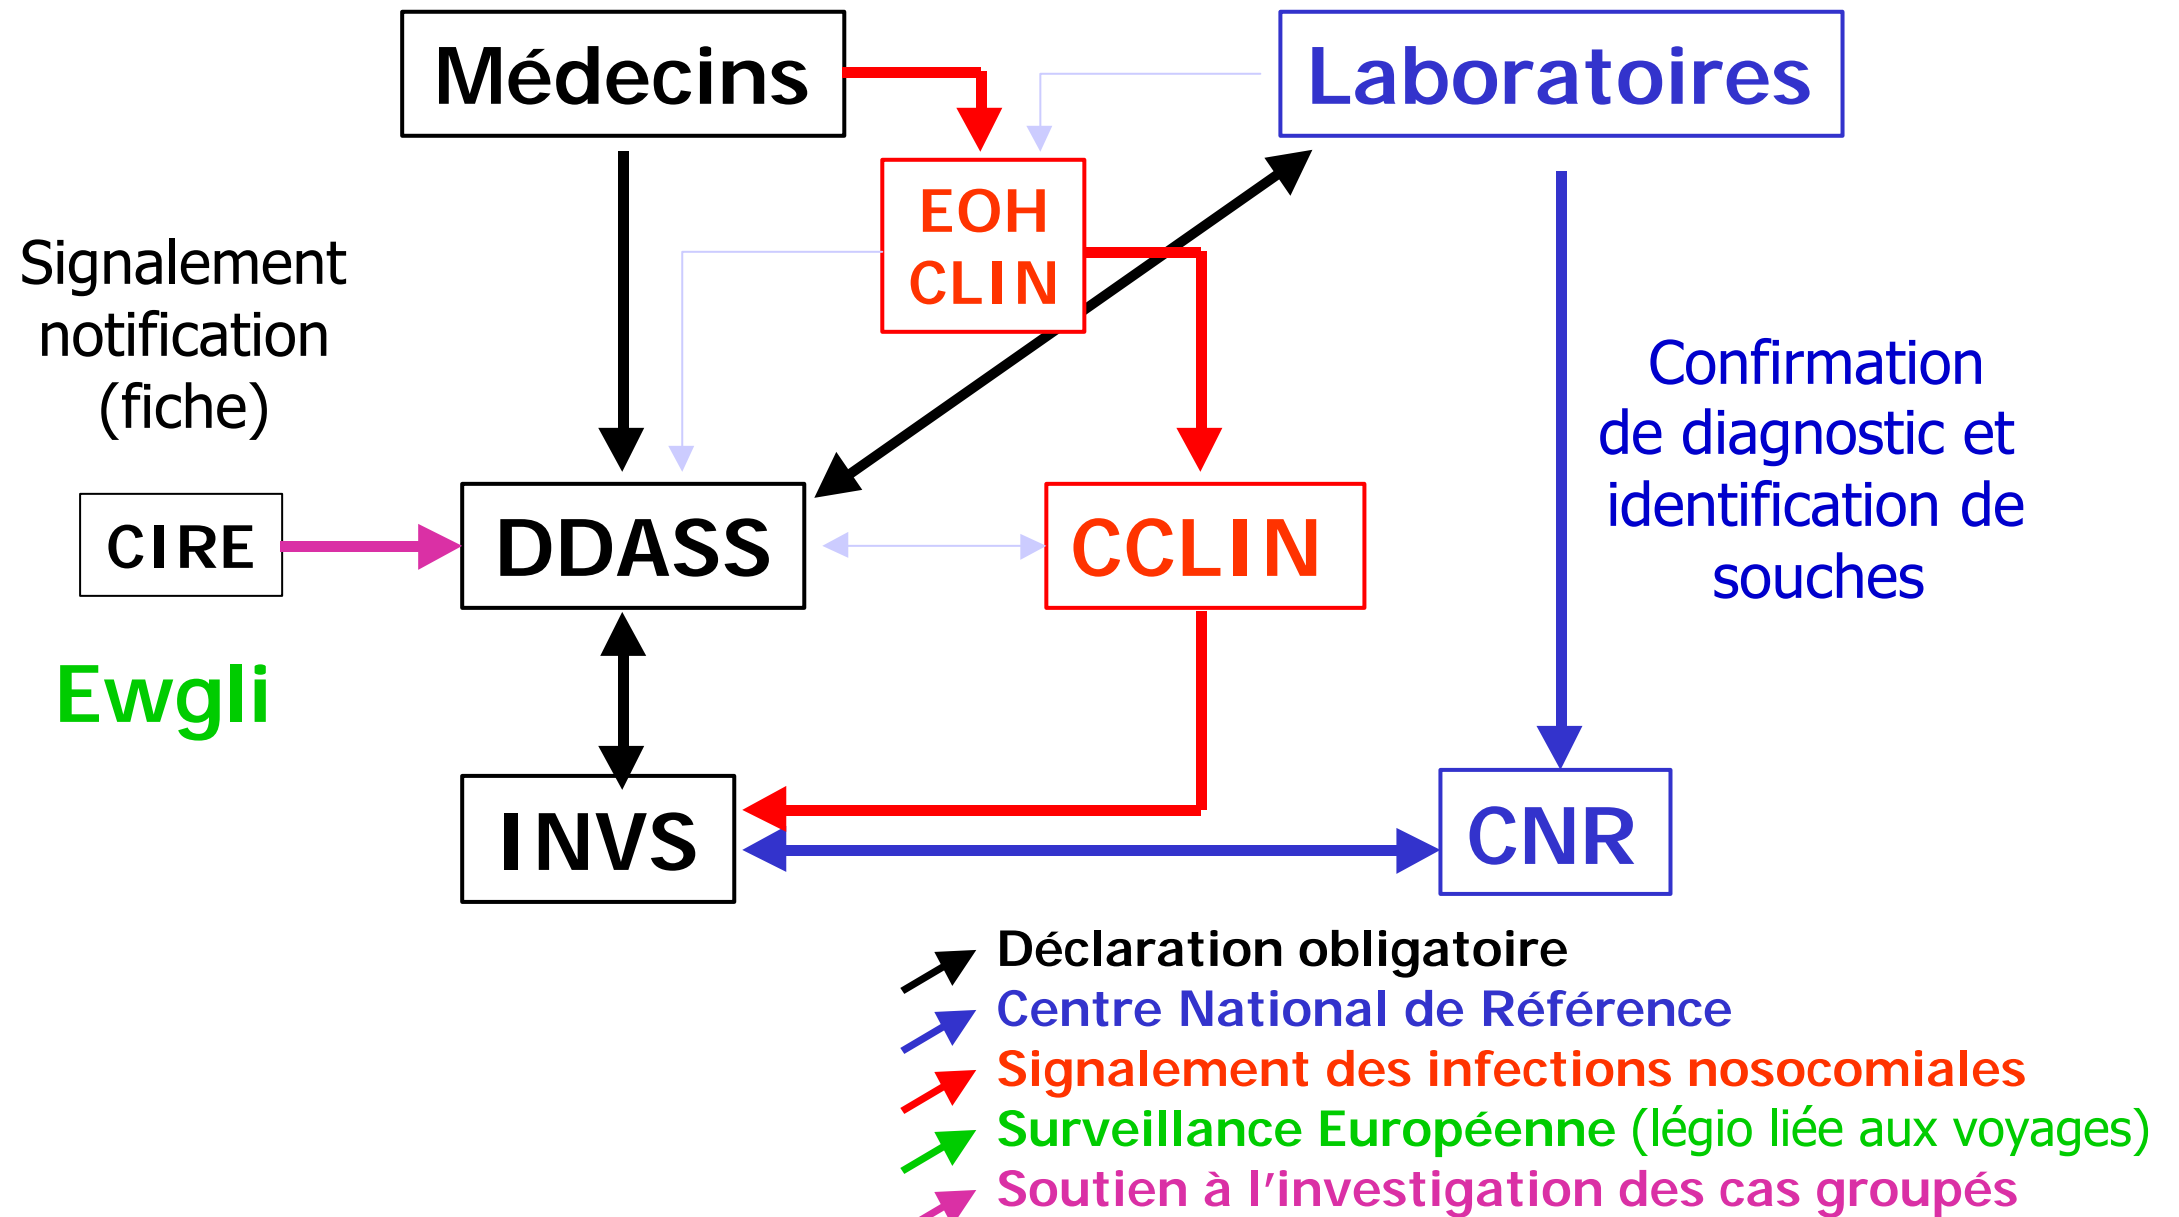 Médecins
Laboratoires
EOH
CLIN
Signalement
notification
(fiche)
Confirmation
de diagnostic et
identification de
souches
CIRE
DDASS
CCLIN
Ewgli
INVS
CNR
Déclaration obligatoire
Centre National de Référence
Signalement des infections nosocomiales
Surveillance Européenne (légio liée aux voyages)
Soutien à l’investigation des cas groupés